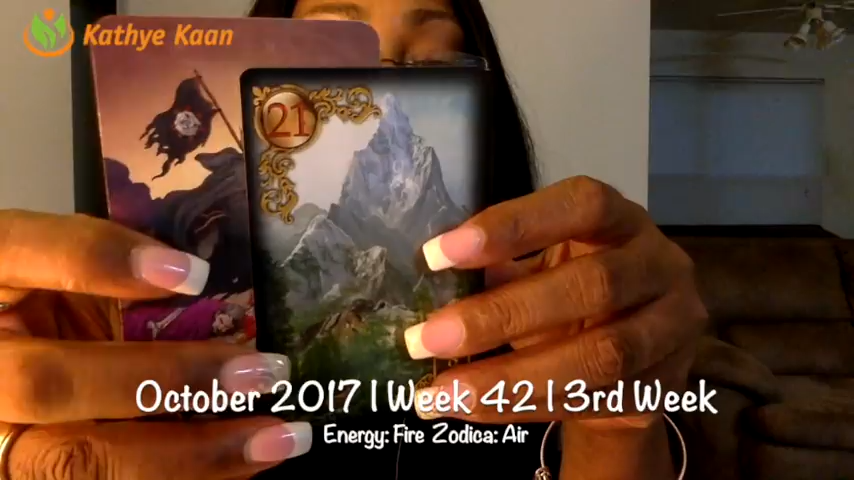 Kathye Kaan
21
October 2017 | Week 42 | 3rd Week
Energy: Fire Zodica: Air